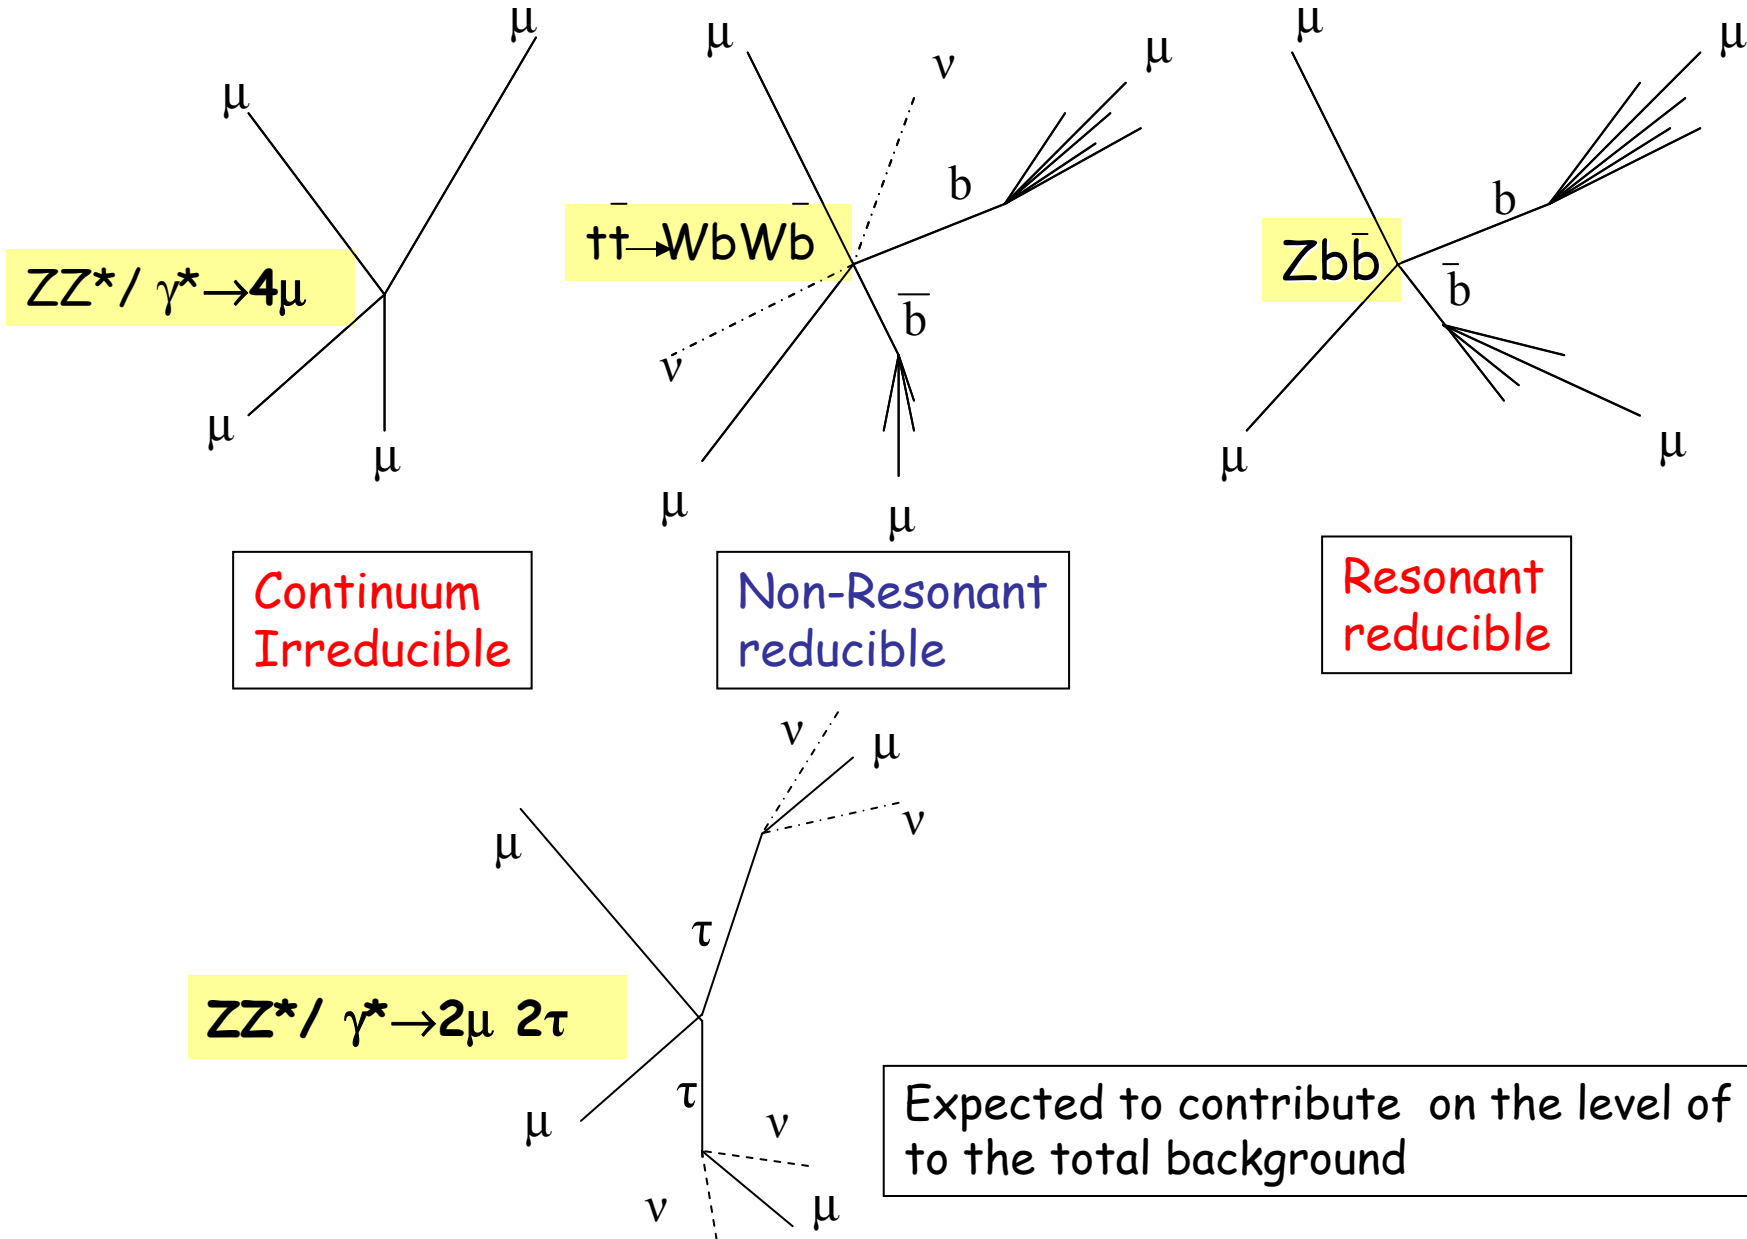 μ
μ
ZZ*/ γ*→4μ
μ
μ
Continuum
Irreducible
μ
ν
μ
b
tt̅→WbWb̅
b̅
ν
μ
μ
Non-Resonant
reducible
μ
μ
b
Zbb̅
b̅
μ
μ
Resonant
reducible
ν
μ
ν
μ
τ
ZZ*/ γ*→2μ 2τ
τ
μ
ν
ν
μ
Expected to contribute on the level of
to the total background